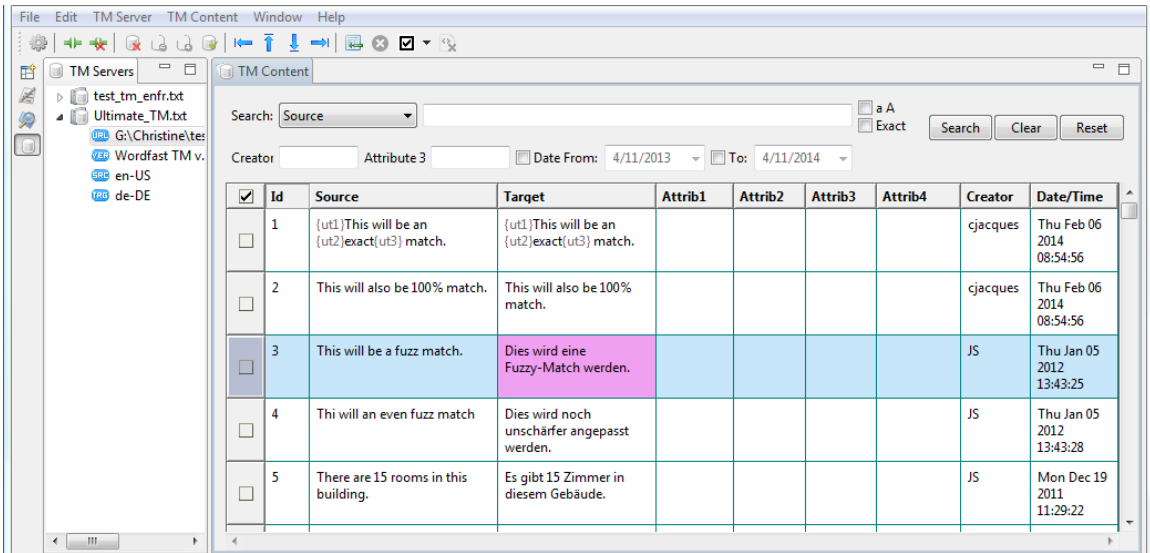 File Edit TM Server TM Content Window Help
TM Servers
test_tm_enfr.txt
Ultimate_TM.txt
URL G:\Christine\tes
VER Wordfast TM v.
SRC en-US
TRG de-DE
TM Content
Search: Source a A
Exact
Search Clear Reset
Creator Attribute 3 Date From: 4/11/2013 To: 4/11/2014
Id Source Target Attrib1 Attrib2 Attrib3 Attrib4 Creator Date/Time
1 {ut1}This will be an {ut1}This will be an cjacques Thu Feb 06
{ut2}exact{ut3} match. {ut2}exact{ut3} match. 2014
08:54:56
2 This will also be 100% match. This will also be 100% cjacques Thu Feb 06
match. 2014
08:54:56
3 This will be a fuzz match. Dies wird eine JS Thu Jan 05
Fuzzy-Match werden. 2012
13:43:25
4 Thi will an even fuzz match Dies wird noch JS Thu Jan 05
unschärfer angepasst 2012
werden. 13:43:28
5 There are 15 rooms in this Es gibt 15 Zimmer in JS Mon Dec 19
building. diesem Gebäude. 2011
11:29:22